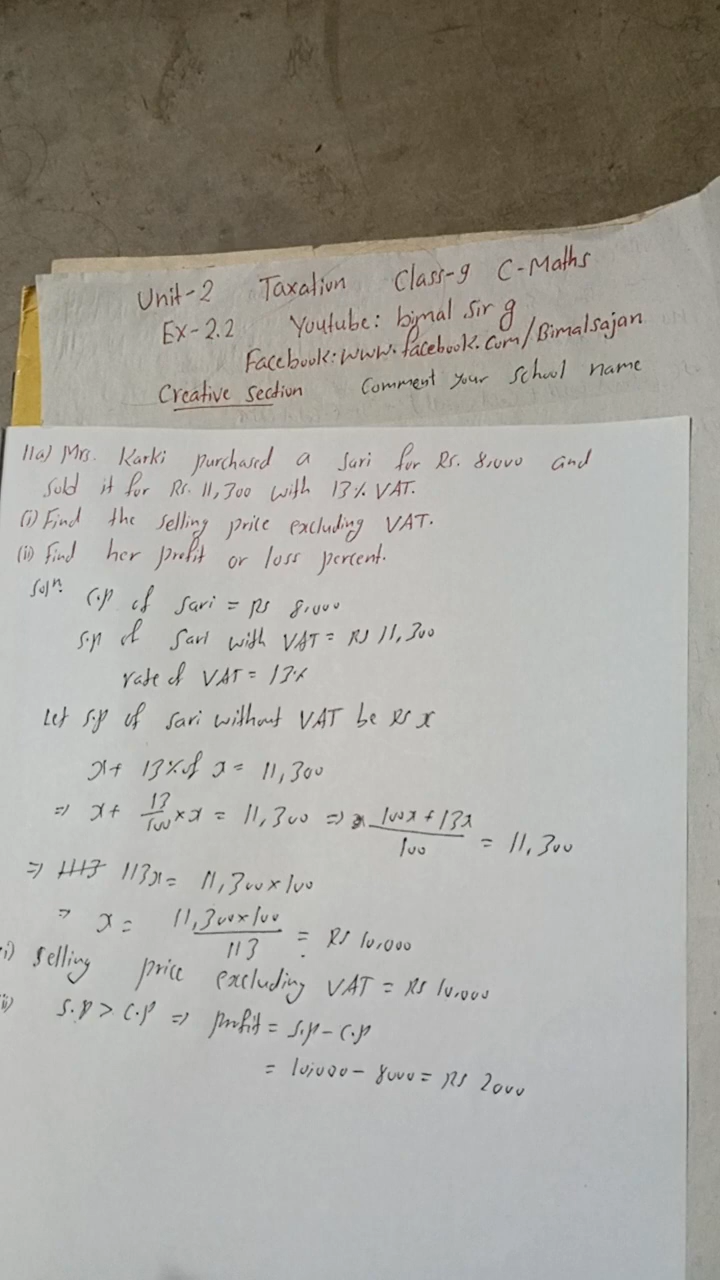 Unit-2 Taxation Class-9 C-Maths
Ex-2.2 Youtube: bimal sir g
Facebook: www.facebook.com/Bimalsajan
Creative section Comment your school name
11a) Mrs. Karki purchased a sari for Rs. 8,000 and
sold it for Rs. 11,300 with 13% VAT.
(i) Find the selling price excluding VAT.
(ii) Find her profit or loss percent.
Soln:
C.P of sari = Rs 8,000
S.P of sari with VAT = Rs 11,300
rate of VAT = 13%
Let S.P of sari without VAT be Rs x
x + 13% of x = 11,300
⇒ x + 13/100 × x = 11,300 ⇒ 100x + 13x / 100 = 11,300
⇒ 113x = 11,300 × 100
⇒ x = 11,300 × 100 / 113 = Rs 10,000
i) Selling price excluding VAT = Rs 10,000
ii) S.P > C.P ⇒ profit = S.P - C.P
= 10,000 - 8000 = Rs 2000